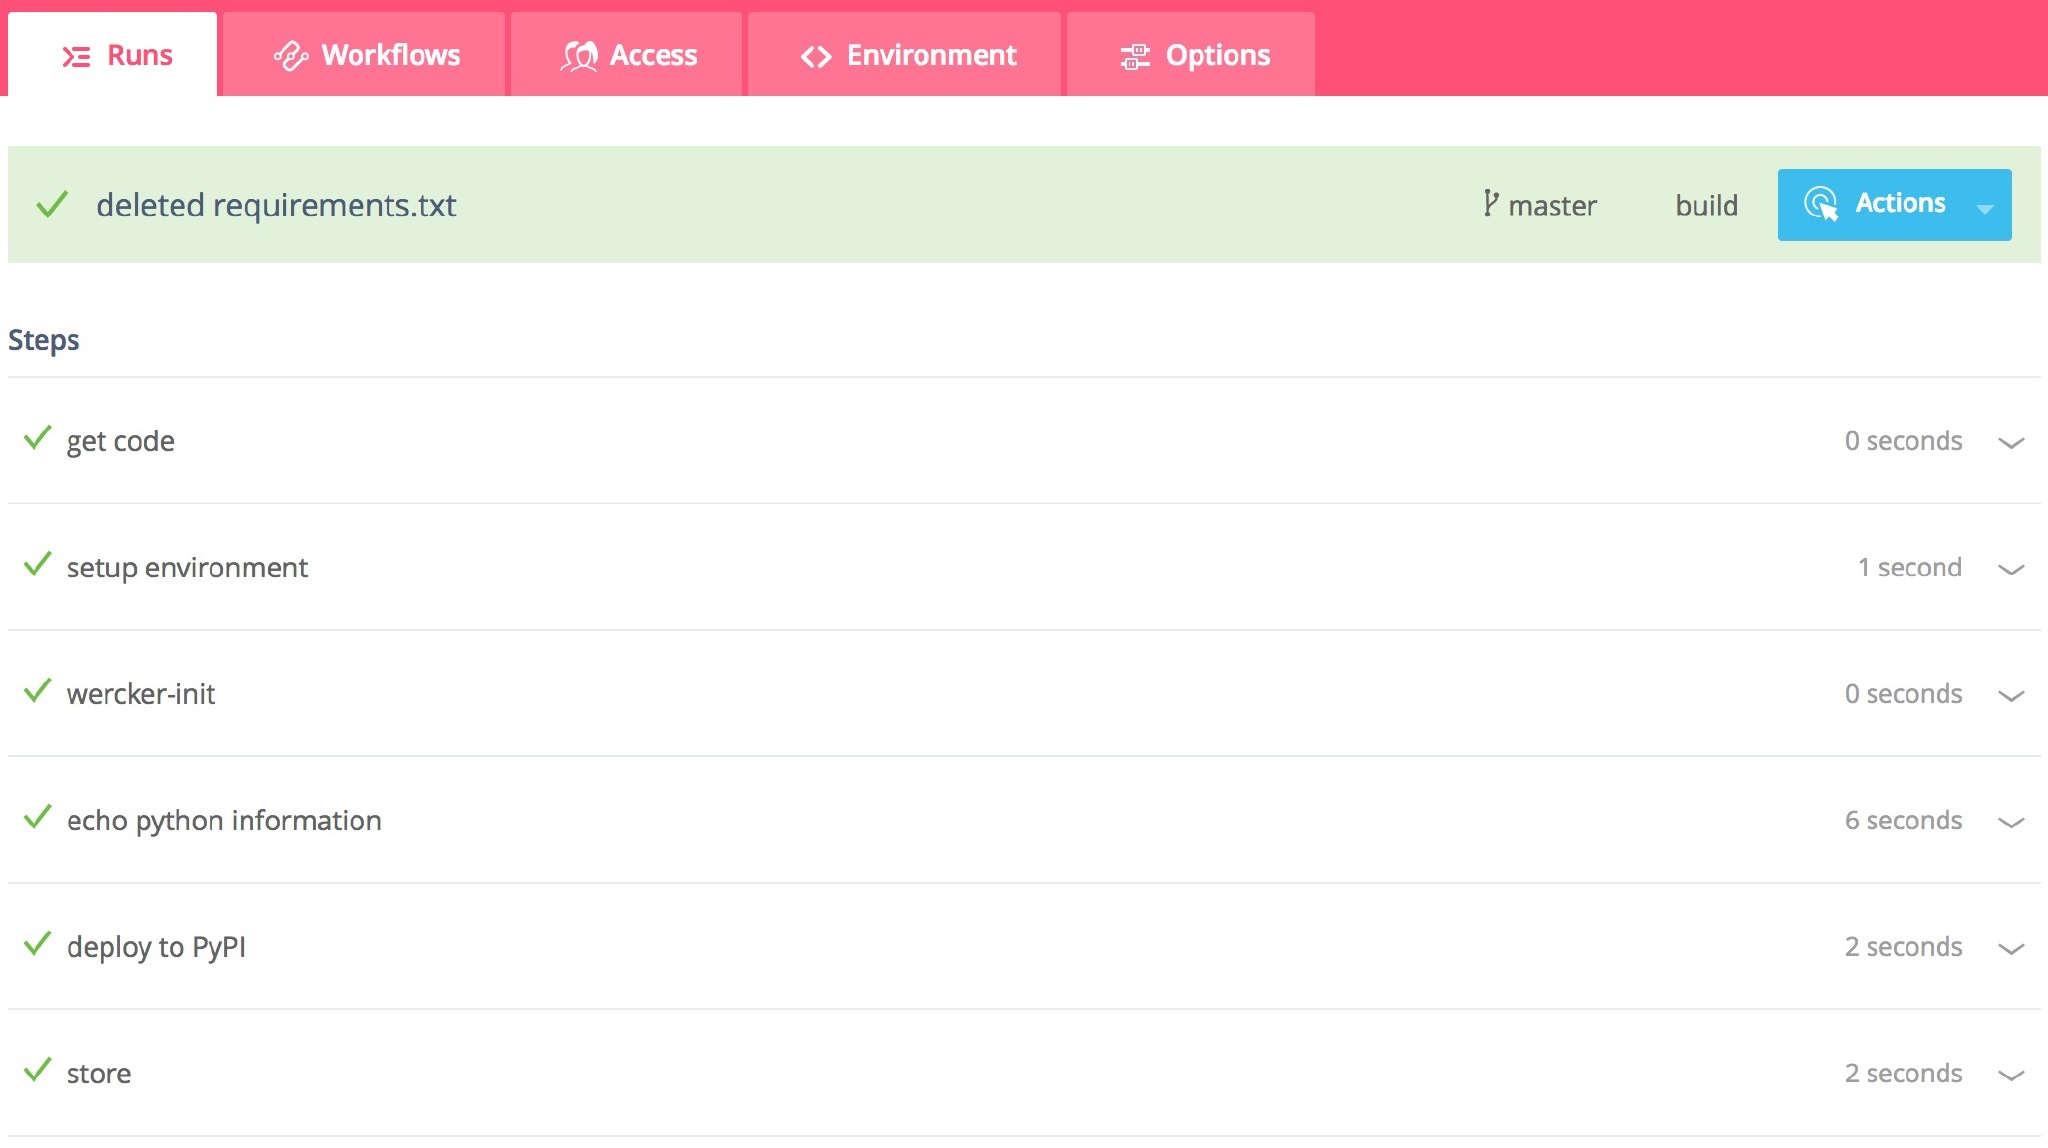 Runs Workflows Access Environment Options
deleted requirements.txt master build Actions
Steps
get code 0 seconds
setup environment 1 second
wercker-init 0 seconds
echo python information 6 seconds
deploy to PyPI 2 seconds
store 2 seconds